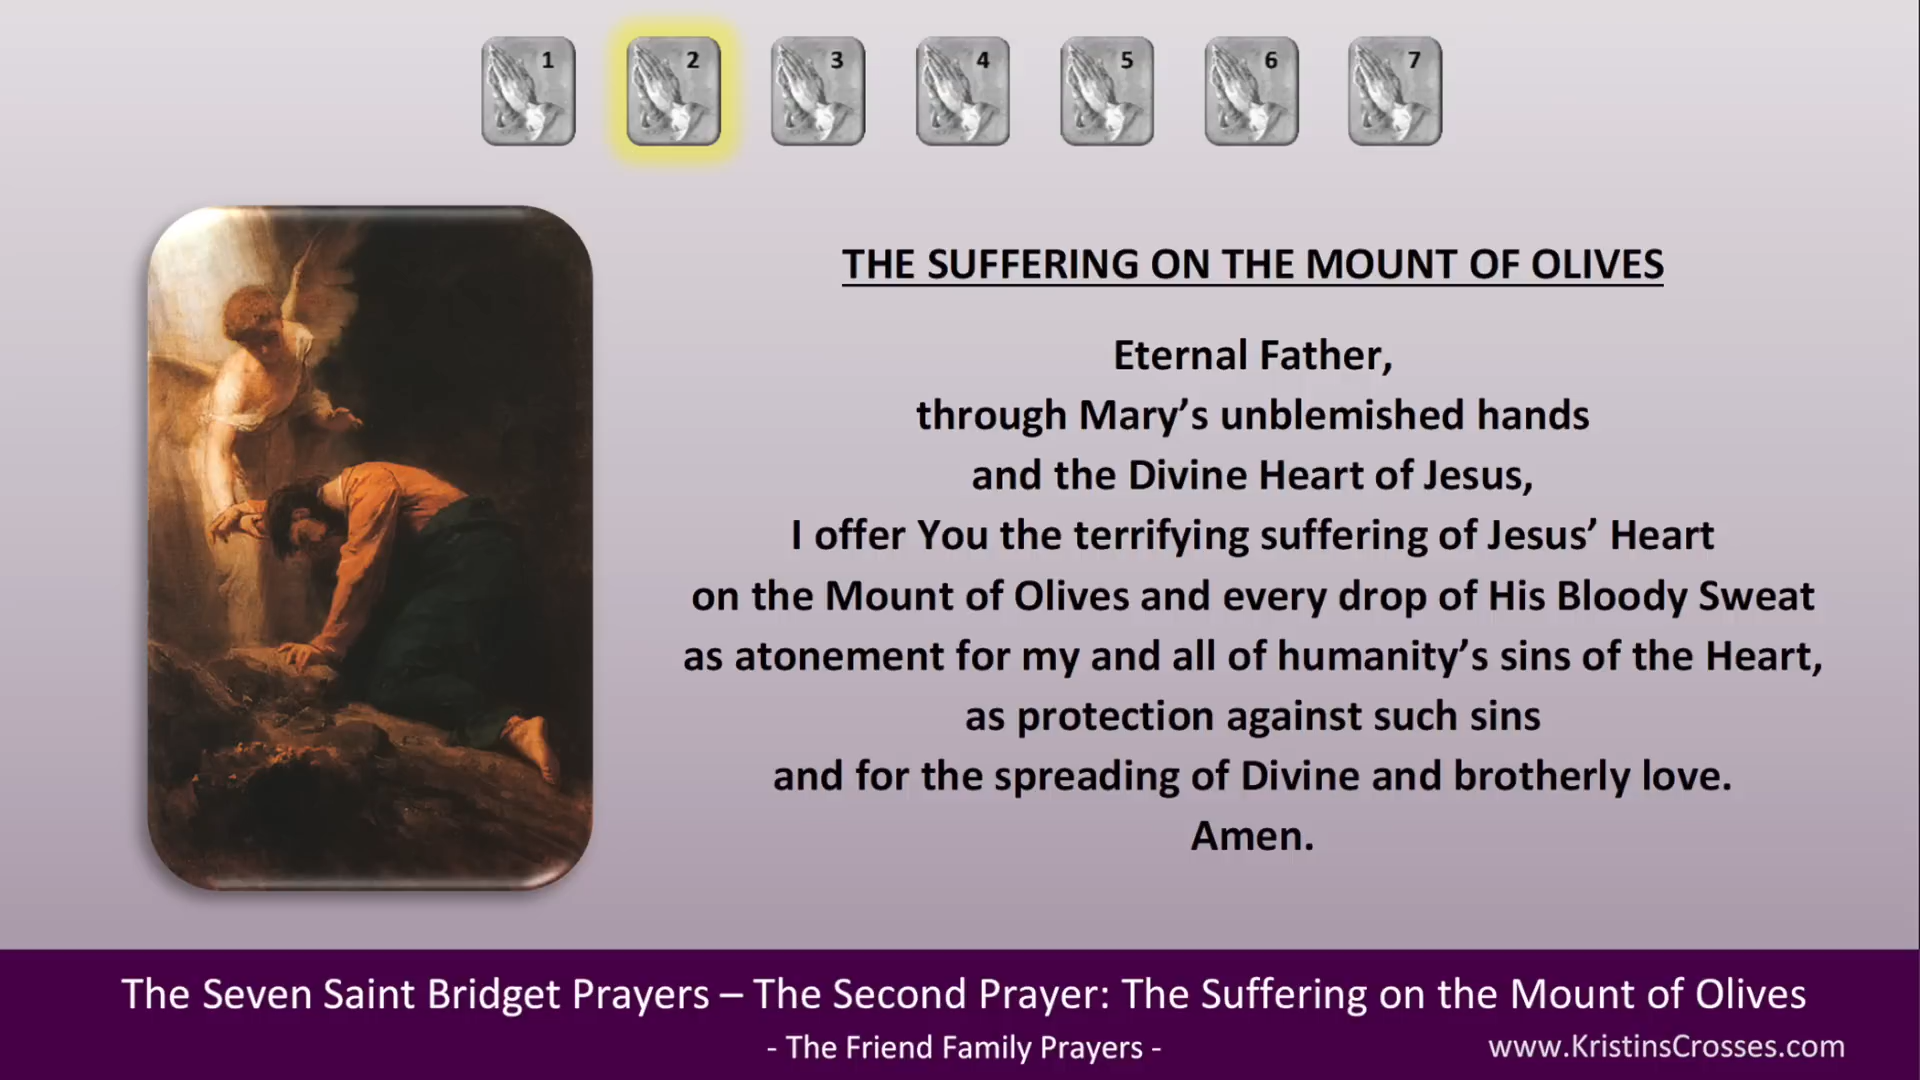 1 2 3 4 5 6 7
THE SUFFERING ON THE MOUNT OF OLIVES
Eternal Father,
through Mary’s unblemished hands
and the Divine Heart of Jesus,
I offer You the terrifying suffering of Jesus’ Heart
on the Mount of Olives and every drop of His Bloody Sweat
as atonement for my and all of humanity’s sins of the Heart,
as protection against such sins
and for the spreading of Divine and brotherly love.
Amen.
The Seven Saint Bridget Prayers – The Second Prayer: The Suffering on the Mount of Olives
- The Friend Family Prayers -
www.KristinsCrosses.com